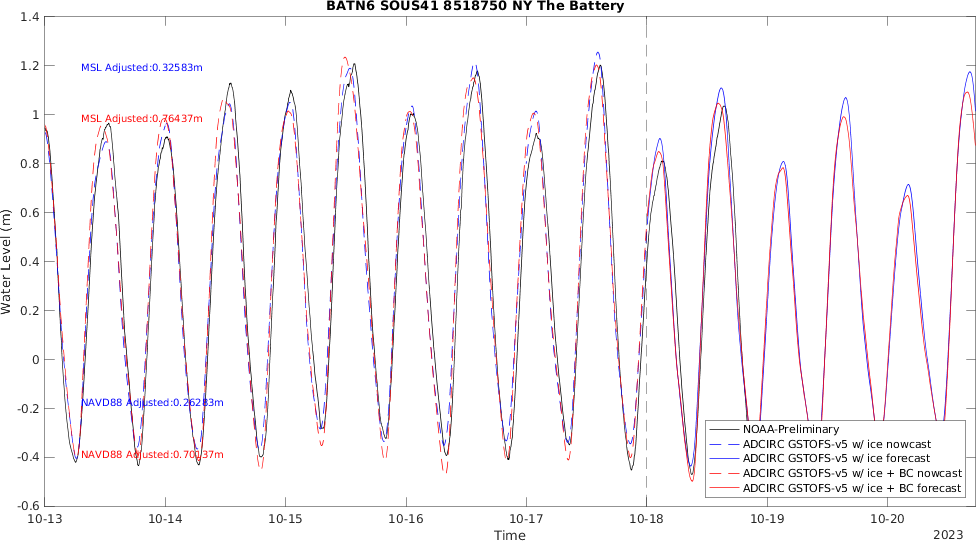 BATN6 SOUS41 8518750 NY The Battery
1.4
1.2
1
0.8
0.6
0.4
0.2
0
-0.2
-0.4
-0.6
Water Level (m)
MSL Adjusted:0.32583m
MSL Adjusted:0.76437m
NAVD88 Adjusted:0.26283m
NAVD88 Adjusted:0.70137m
NOAA-Preliminary
ADCIRC GSTOFS-v5 w/ ice nowcast
ADCIRC GSTOFS-v5 w/ ice forecast
ADCIRC GSTOFS-v5 w/ice + BC nowcast
ADCIRC GSTOFS-v5 w/ice + BC forecast
10-13 10-14 10-15 10-16 10-17 10-18 10-19 10-20
Time
2023